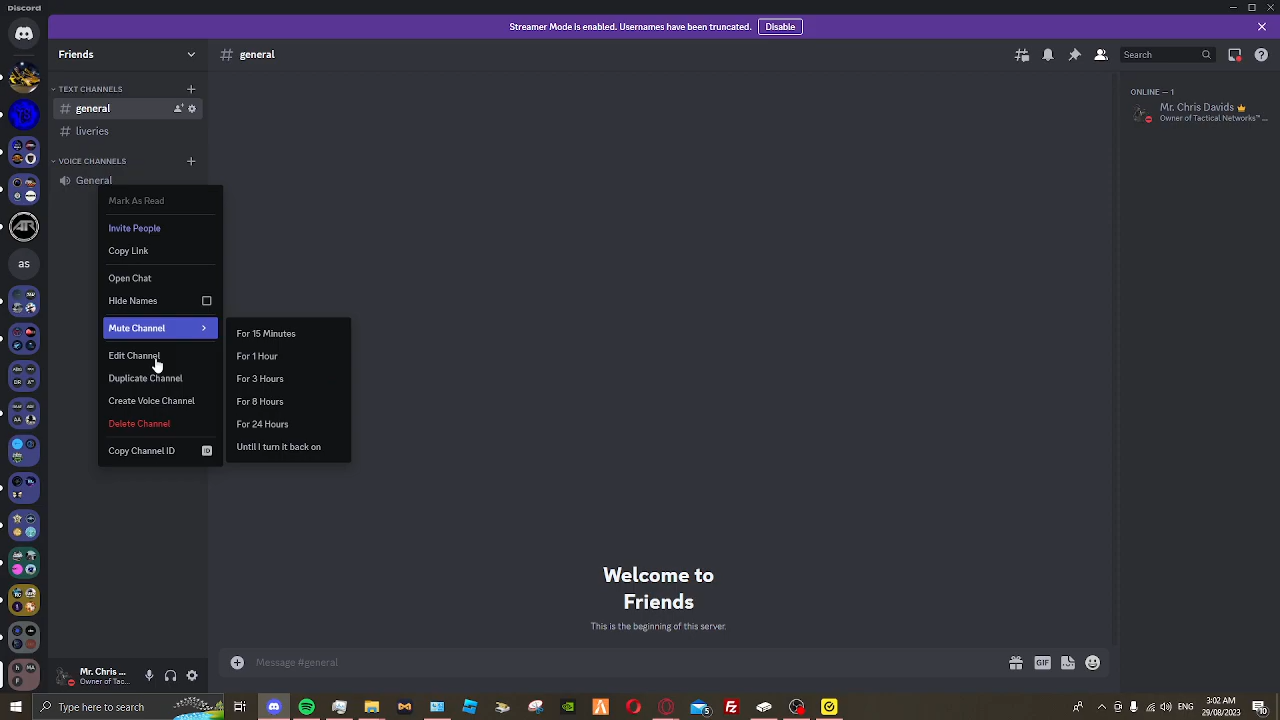 Discord
Streamer Mode is enabled. Usernames have been truncated.
Disable
Friends
general
Search
TEXT CHANNELS
general
liveries
VOICE CHANNELS
General
ONLINE — 1
Mr. Chris Davids
Owner of Tactical Networks™ ...
Mark As Read
Invite People
Copy Link
Open Chat
Hide Names
Mute Channel
Edit Channel
Duplicate Channel
Create Voice Channel
Delete Channel
Copy Channel ID
ID
For 15 Minutes
For 1 Hour
For 3 Hours
For 8 Hours
For 24 Hours
Until I turn it back on
as
Welcome to
Friends
This is the beginning of this server.
Message #general
GIF
Mr. Chris ...
Owner of Tac...
Type here to search
3:02 AM
29/08/2023